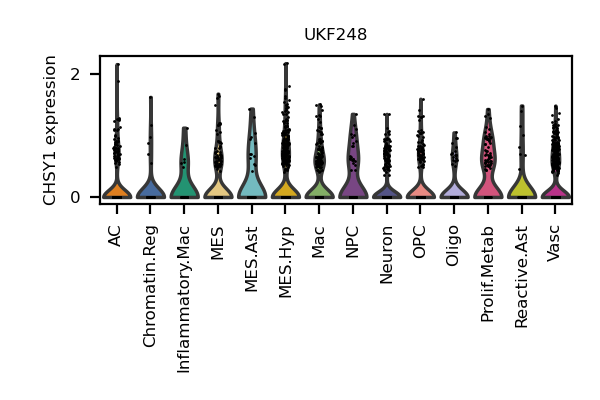 UKF248
CHSY1 expression
2
0
AC
Chromatin.Reg
Inflammatory.Mac
MES
MES.Ast
MES.Hyp
Mac
NPC
Neuron
OPC
Oligo
Prolif.Metab
Reactive.Ast
Vasc